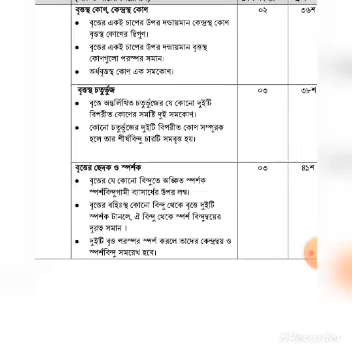 বৃত্তস্থ কোণ, কেন্দ্রস্থ কোণ ০২ ৩৬শ
• বৃত্তের একই চাপের উপর দণ্ডায়মান কেন্দ্রস্থ কোণ
বৃত্তস্থ কোণের দ্বিগুণ।
• বৃত্তের একই চাপের উপর দণ্ডায়মান বৃত্তস্থ
কোণগুলো পরস্পর সমান।
• অর্ধবৃত্তস্থ কোণ এক সমকোণ।
বৃত্তস্থ চতুর্ভুজ ০৩ ৩৮শ
• বৃত্তে অন্তর্লিখিত চতুর্ভুজের যে কোনো দুইটি
বিপরীত কোণের সমষ্টি দুই সমকোণ।
• কোনো চতুর্ভুজের দুইটি বিপরীত কোণ সম্পূরক
হলে তার শীর্ষবিন্দু চারটি সমবৃত্ত হয়।
বৃত্তের ছেদক ও স্পর্শক ০৩ ৪১শ
• বৃত্তের যে কোনো বিন্দুতে অঙ্কিত স্পর্শক
স্পর্শবিন্দুগামী ব্যাসার্ধের উপর লম্ব।
• বৃত্তের বহিঃস্থ কোনো বিন্দু থেকে বৃত্তে দুইটি
স্পর্শক টানলে, ঐ বিন্দু থেকে স্পর্শ বিন্দুদ্বয়ের
দূরত্ব সমান ।
• দুইটি বৃত্ত পরস্পর স্পর্শ করলে তাদের কেন্দ্রদ্বয় ও
স্পর্শবিন্দু সমরেখ হবে।